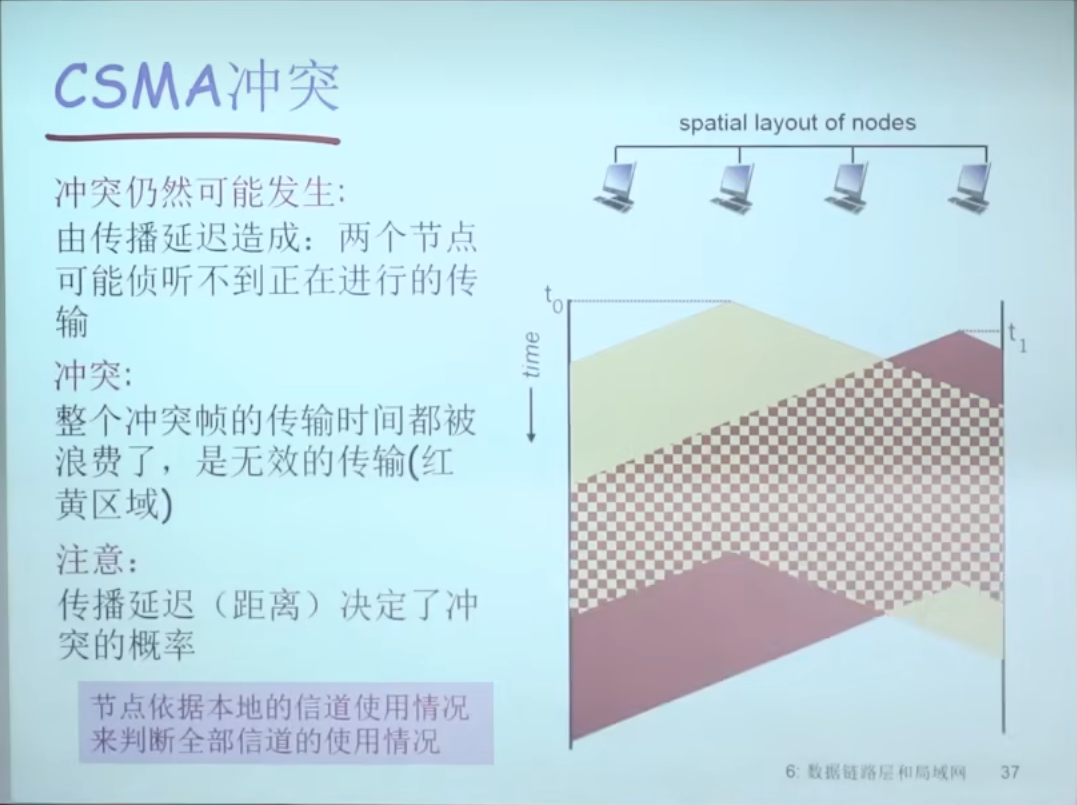 CSMA冲突
冲突仍然可能发生:
由传播延迟造成：两个节点
可能侦听不到正在进行的传
输
冲突:
整个冲突帧的传输时间都被
浪费了，是无效的传输(红
黄区域)
注意：
传播延迟（距离）决定了冲
突的概率
节点依据本地的信道使用情况
来判断全部信道的使用情况
spatial layout of nodes
t0
time
t1
6: 数据链路层和局域网 37